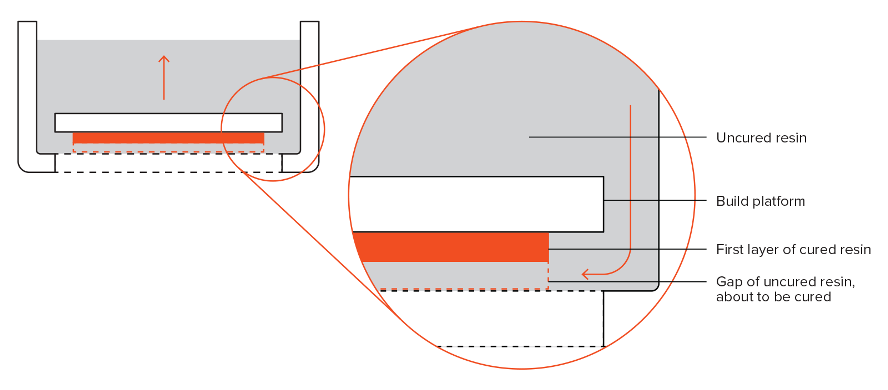 Uncured resin
Build platform
First layer of cured resin
Gap of uncured resin,
about to be cured